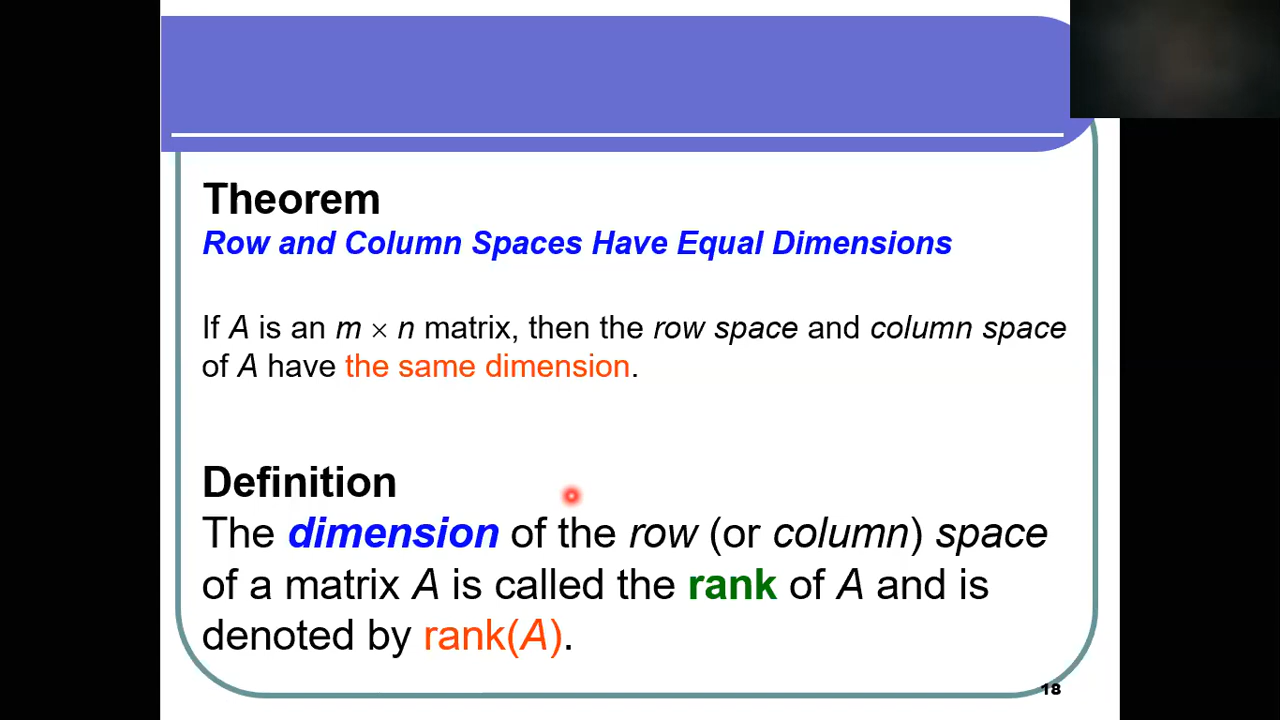 Theorem
Row and Column Spaces Have Equal Dimensions
If A is an m × n matrix, then the row space and column space
of A have the same dimension.
Definition
The dimension of the row (or column) space
of a matrix A is called the rank of A and is
denoted by rank(A).
18